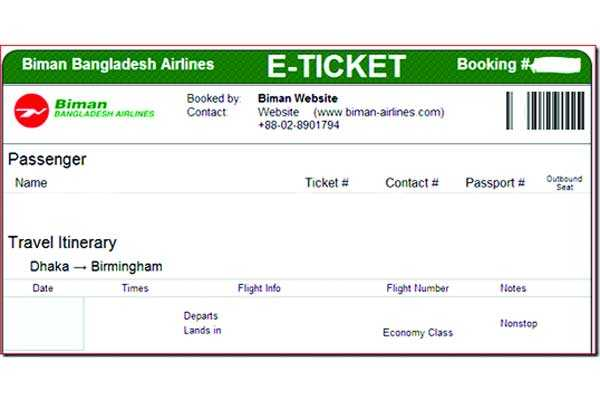 Biman Bangladesh Airlines E-TICKET Booking #
Biman
BANGLADESH AIRLINES
Booked by: Biman Website
Contact: Website (www biman-airlines.com)
+88-02-8901794
Passenger
Name Ticket # Contact # Passport # Outbound Seat
Travel Itinerary
Dhaka → Birmingham
Date Times Flight Info Flight Number Notes
Departs
Lands in
Economy Class
Nonstop